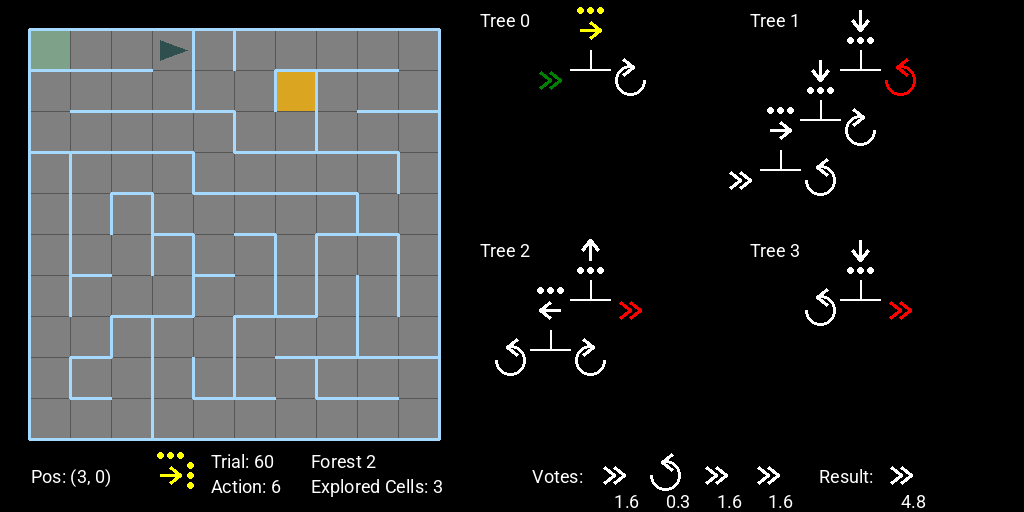 Tree 0
Tree 1
Tree 2
Tree 3
Pos: (3, 0)
Trial: 60
Forest 2
Action: 6
Explored Cells: 3
Votes:
1.6
0.3
1.6
1.6
Result:
4.8